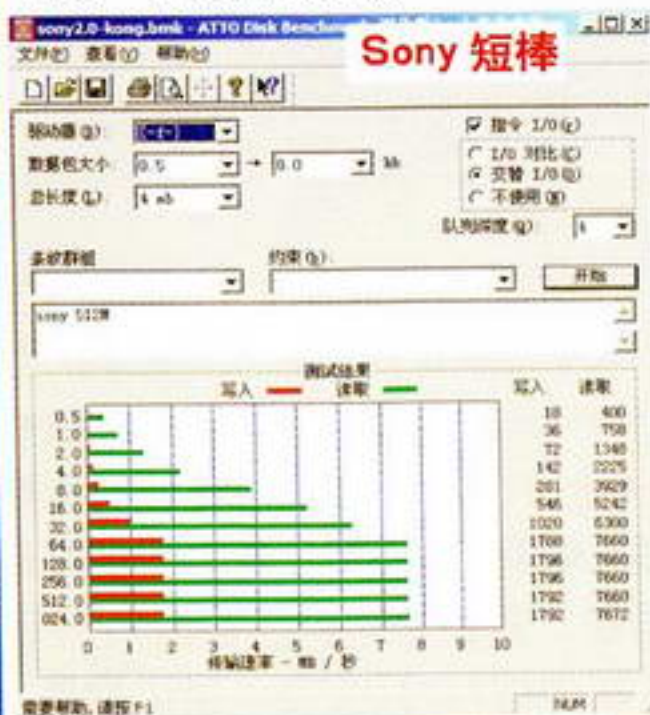 sony2.0-kong.bmk - ATTO Disk Benchmark
Sony 短棒
文件(F) 查看(V) 帮助(H)
驱动器(D): [-f-]
指令 I/O(F)
数据包大小: 0.5 → 0.0 kb
I/O 对比(C)
交替 I/O(O)
总长度(L): 4 mb
不使用(N)
队列深度(Q): 4
条纹群组
约束(b):
开始
sony 512M
测试结果
写入 读取
写入 读取
0.5 18 400
1.0 36 758
2.0 72 1348
4.0 142 2225
8.0 281 3929
16.0 546 5242
32.0 1020 6300
64.0 1788 7660
128.0 1796 7660
256.0 1796 7660
512.0 1792 7660
024.0 1792 7672
0 1 2 3 4 5 6 7 8 9 10
传输速率 - mb / 秒
需要帮助,请按 F1
NUM